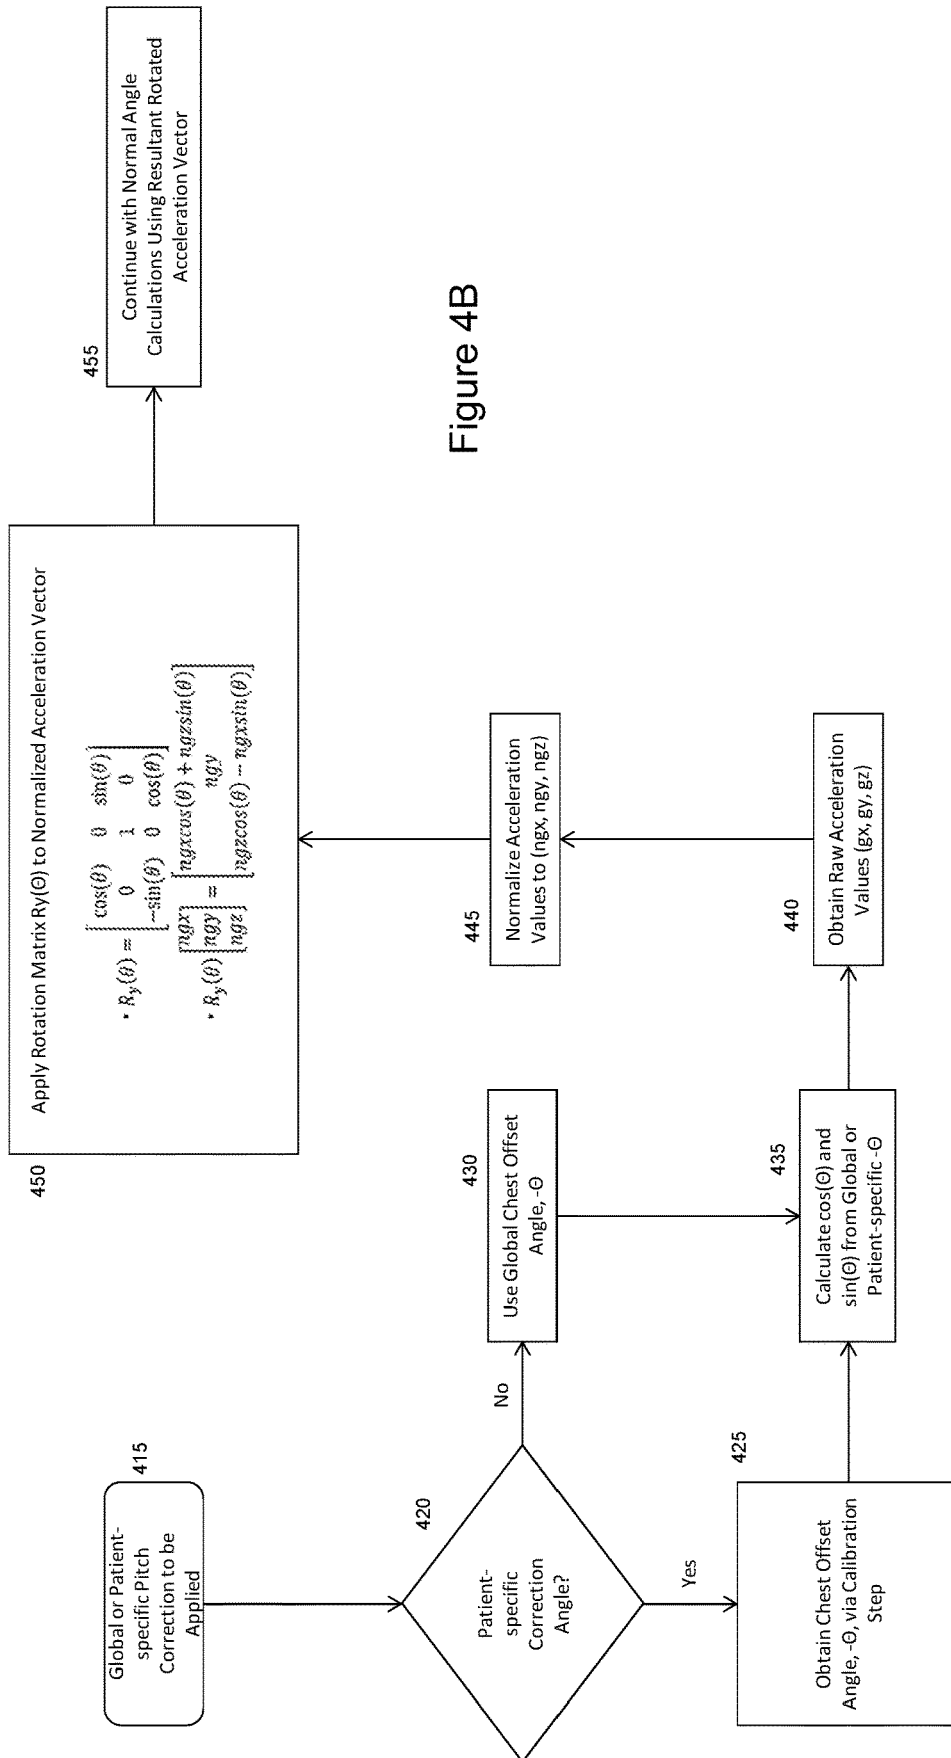 415
Global or Patient-
specific Pitch
Correction to be
Applied
420
Patient-
specific
Correction
Angle?
No
Yes
425
Obtain Chest Offset
Angle, -Θ, via Calibration
Step
430
Use Global Chest Offset
Angle, -Θ
435
Calculate cos(Θ) and
sin(Θ) from Global or
Patient-specific -Θ
440
Obtain Raw Acceleration
Values (gx, gy, gz)
445
Normalize Acceleration
Values to (ngx, ngy, ngz)
450
Apply Rotation Matrix Ry(Θ) to Normalized Acceleration Vector
cos(θ) 0 sin(θ)
* R_y(θ) = 0 1 0
−sin(θ) 0 cos(θ)
ngx ngxcos(θ) + ngzsin(θ)
* R_y(θ) ngy = ngy
ngz ngzcos(θ) − ngxsin(θ)
455
Continue with Normal Angle
Calculations Using Resultant Rotated
Acceleration Vector
Figure 4B